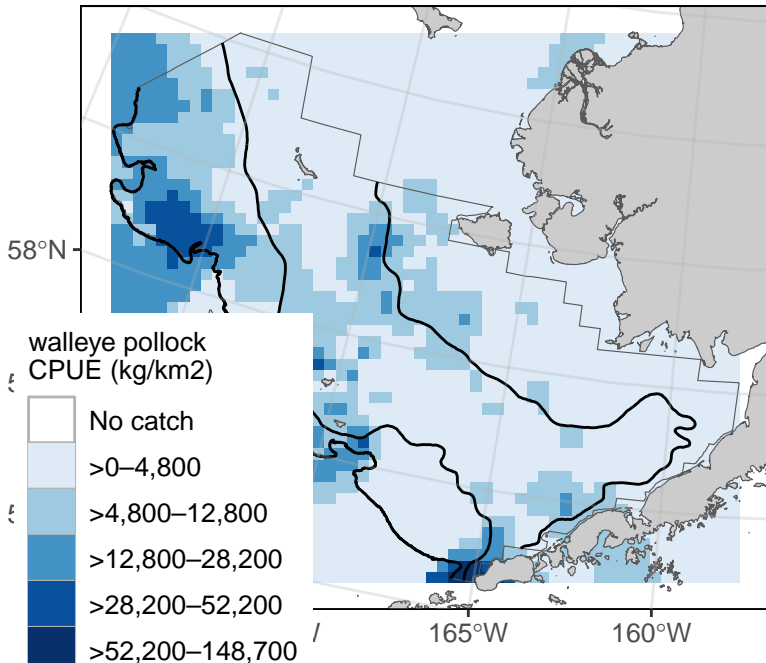 58°N
walleye pollock
CPUE (kg/km2)
No catch
>0–4,800
>4,800–12,800
>12,800–28,200
>28,200–52,200
>52,200–148,700
165°W
160°W